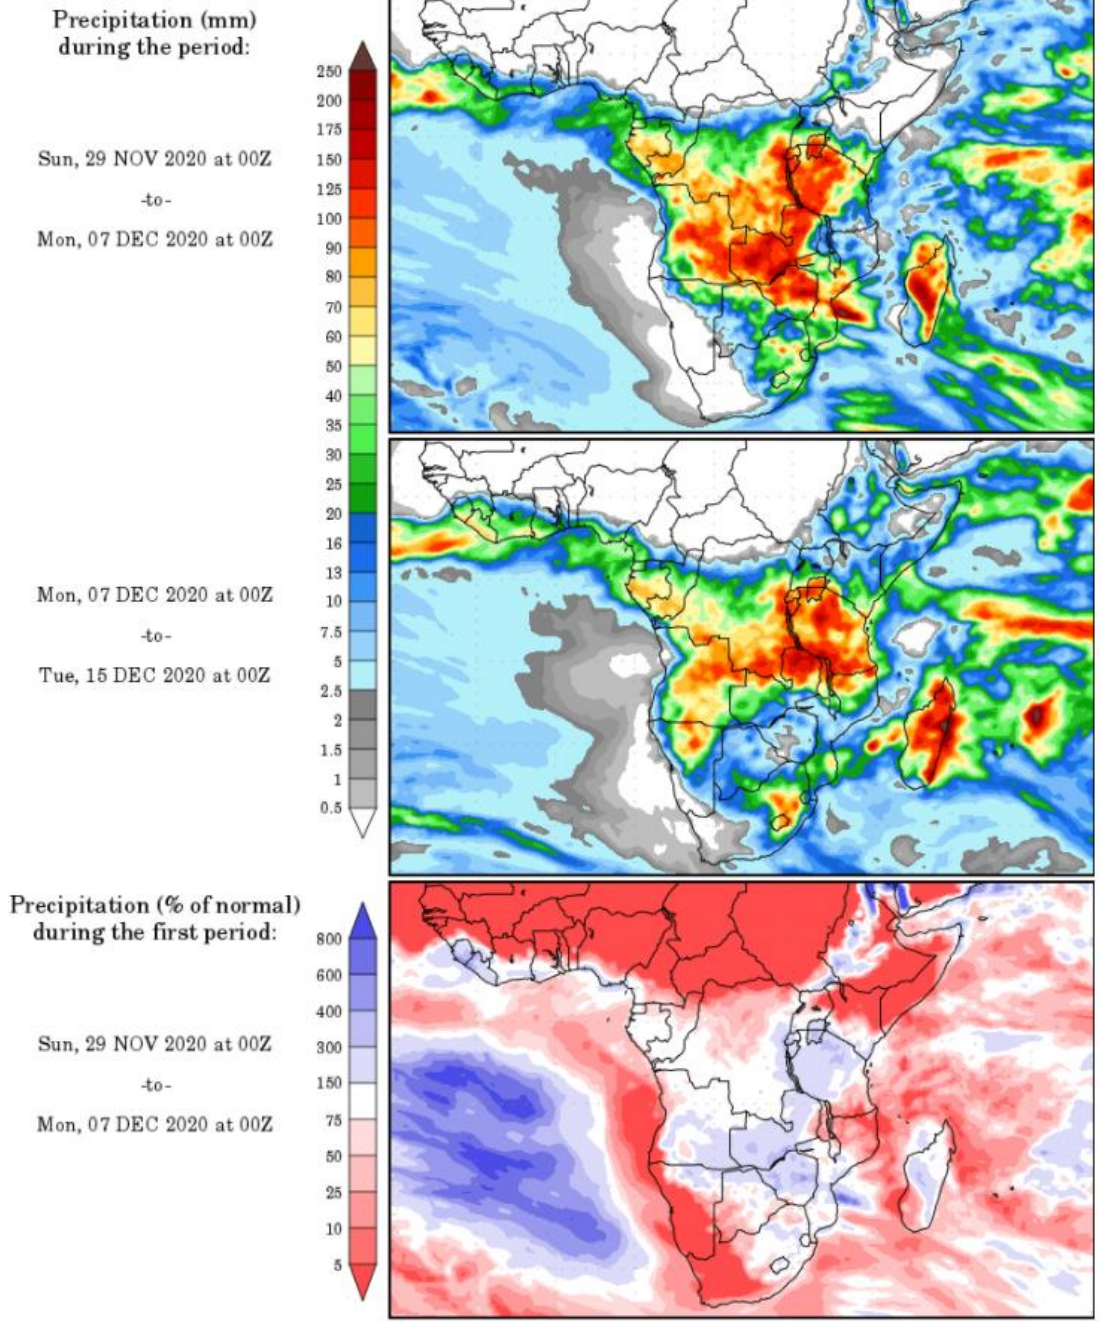 Precipitation (mm)
during the period:
250
200
175
150
125
100
90
80
70
60
50
40
35
30
25
20
16
13
10
7.5
5
2.5
2
1.5
1
0.5
Sun, 29 NOV 2020 at 00Z
-to-
Mon, 07 DEC 2020 at 00Z
Mon, 07 DEC 2020 at 00Z
-to-
Tue, 15 DEC 2020 at 00Z
Precipitation (% of normal)
during the first period:
800
600
400
300
150
75
50
25
10
5
Sun, 29 NOV 2020 at 00Z
-to-
Mon, 07 DEC 2020 at 00Z